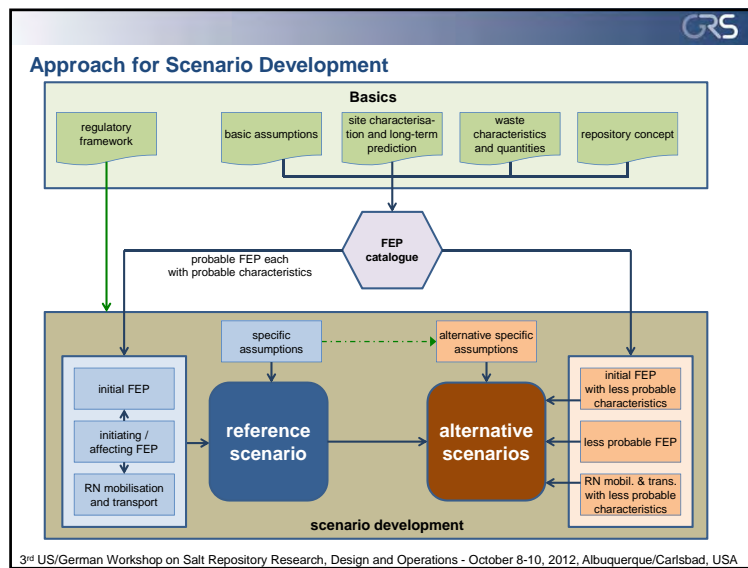 GRS
Approach for Scenario Development
Basics
regulatory
framework
basic assumptions
site characterisa-
tion and long-term
prediction
waste
characteristics
and quantities
repository concept
FEP
catalogue
probable FEP each
with probable characteristics
specific
assumptions
alternative specific
assumptions
initial FEP
initiating /
affecting FEP
RN mobilisation
and transport
reference
scenario
alternative
scenarios
initial FEP
with less probable
characteristics
less probable FEP
RN mobil. & trans.
with less probable
characteristics
scenario development
3rd US/German Workshop on Salt Repository Research, Design and Operations - October 8-10, 2012, Albuquerque/Carlsbad, USA